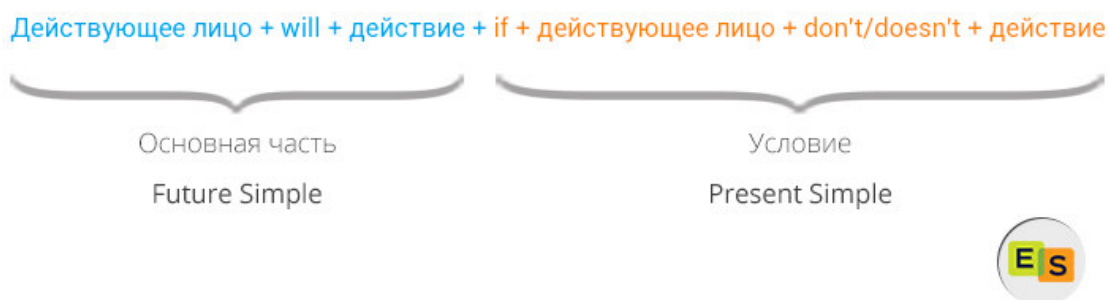 Действующее лицо + will + действие + if + действующее лицо + don't/doesn't + действие
Основная часть Условие
Future Simple Present Simple
E S